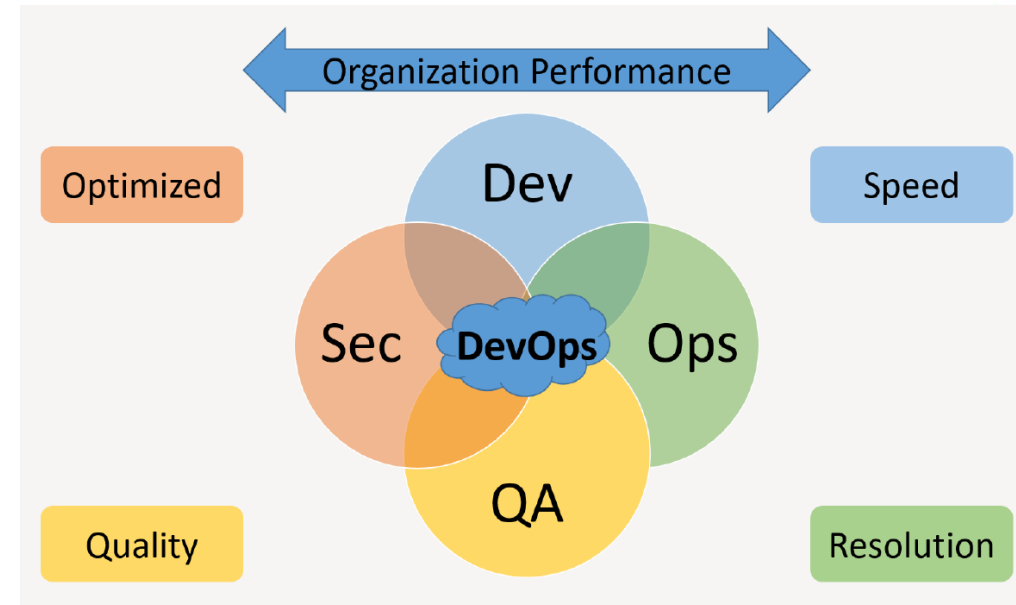 Organization Performance
Optimized
Dev
Speed
Sec
DevOps
Ops
QA
Quality
Resolution